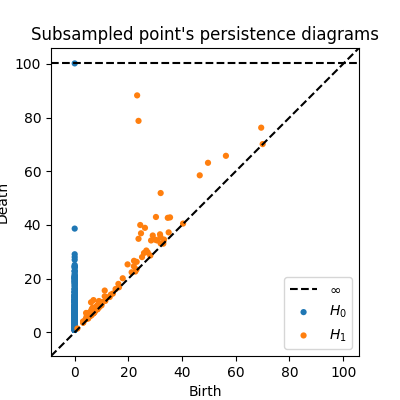 Subsampled point's persistence diagrams
100
80
60
40
20
0
Death
∞
H₀
H₁
0 20 40 60 80 100
Birth